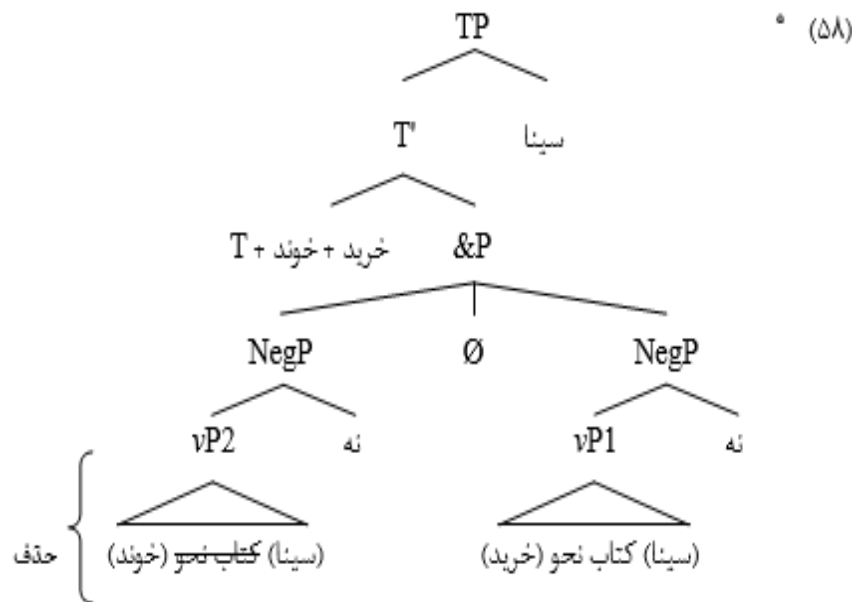 (۵۸) * TP
سینا T'
&P خرید + خوند + T
NegP Ø NegP
نه vP1 نه vP2
(سینا) کتاب نحو (خرید) (سینا) کتاب نحو (خوند) حذف